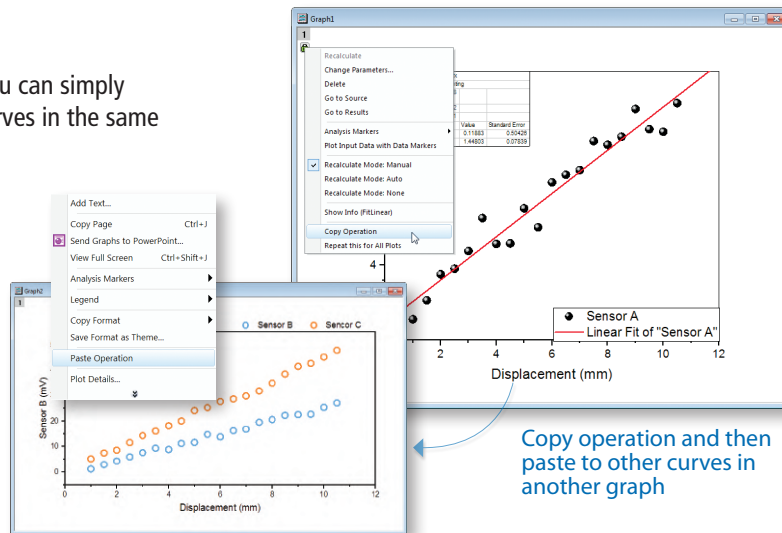 u can simply
rves in the same
Graph1
1
Recalculate
Change Parameters...
Delete
Go to Source
Go to Results
Analysis Markers
Plot Input Data with Data Markers
Recalculate Mode: Manual
Recalculate Mode: Auto
Recalculate Mode: None
Show Info (FitLinear)
Copy Operation
Repeat this for All Plots
Value Standard Error
0.11883 0.50426
1.44803 0.07839
4
Sensor A
Linear Fit of "Sensor A"
2 4 6 8 10 12
Displacement (mm)
Add Text...
Copy Page Ctrl+J
Send Graphs to PowerPoint...
View Full Screen Ctrl+Shift+J
Analysis Markers
Legend
Copy Format
Save Format as Theme...
Paste Operation
Plot Details...
Graph2
1
Sensor B Sencor C
Sensor B (mV)
20
10
0
0 2 4 6 8 10 12
Displacement (mm)
Copy operation and then
paste to other curves in
another graph